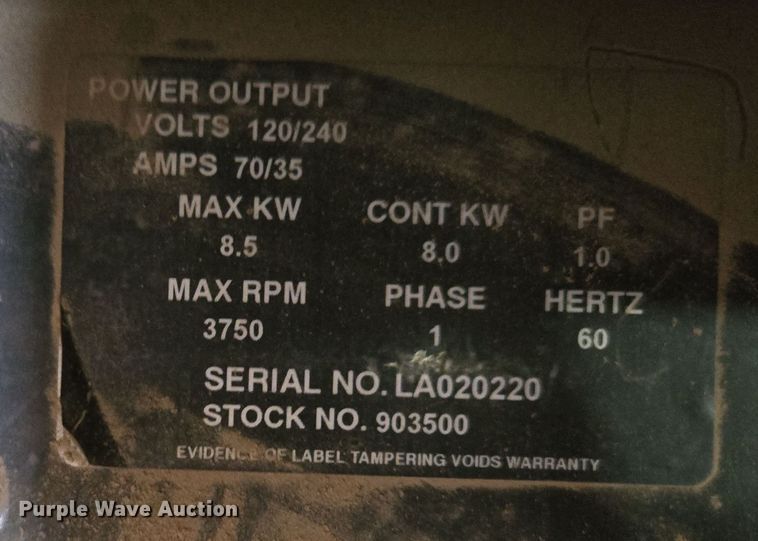 POWER OUTPUT
VOLTS 120/240
AMPS 70/35
MAX KW CONT KW PF
8.5 8.0 1.0
MAX RPM PHASE HERTZ
3750 1 60
SERIAL NO. LA020220
STOCK NO. 903500
EVIDENCE OF LABEL TAMPERING VOIDS WARRANTY
Purple Wave Auction